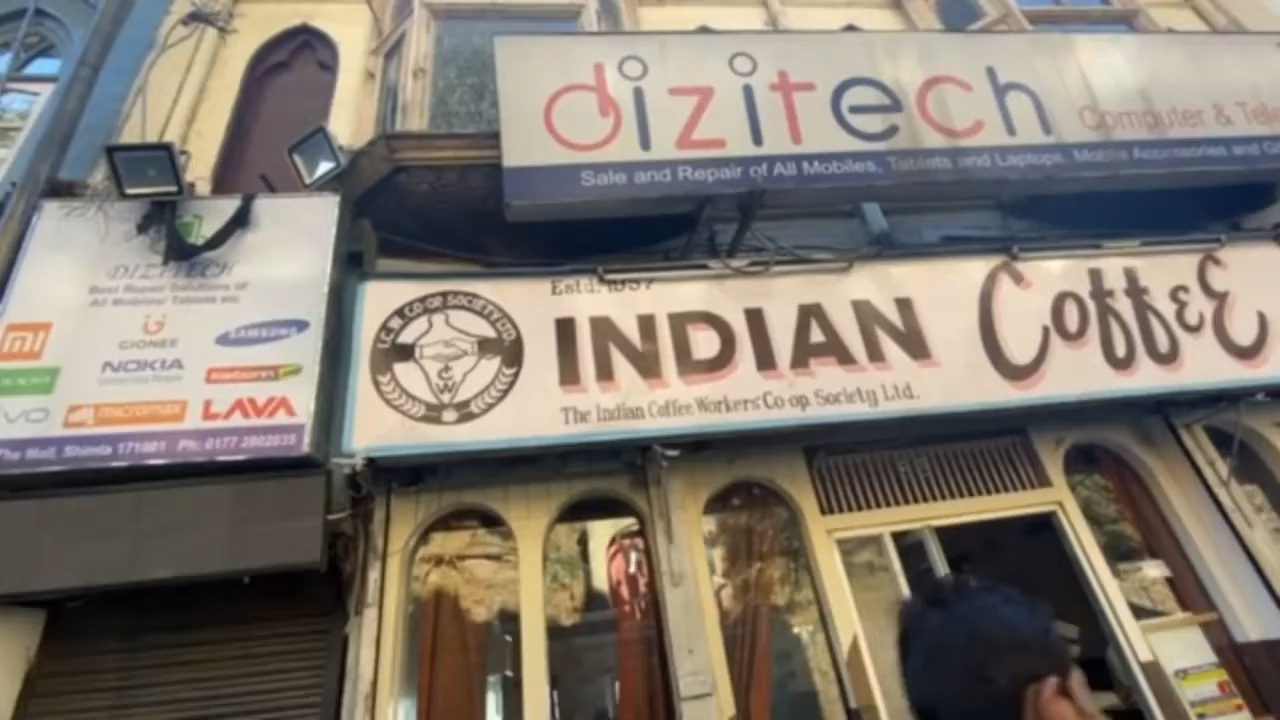 dizitech
Computer & Tele
Sale and Repair of All Mobiles, Tablets and Laptops, Mobile Accessories and G
DIZITECH
Best Repair Solutions of
All Mobiles/ Tablets etc
mi
GIONEE
SAMSUNG
NOKIA
Karbonn
vivo
micromax
LAVA
The Mall, Shimla 171001 Ph: 0177 2802035
Estd. 1957
I.C.W. CO-OP SOCIETY LTD.
C
W
INDIAN COffEE
The Indian Coffee Workers' Co-op. Society Ltd.